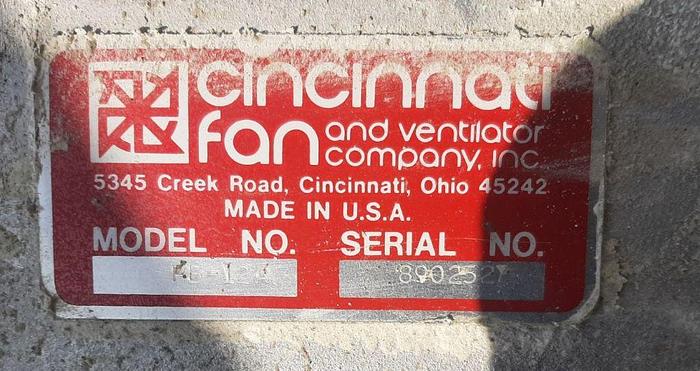 cincinnati
fan and ventilator
company, inc.
5345 Creek Road, Cincinnati, Ohio 45242
MADE IN U.S.A.
MODEL NO. SERIAL NO.